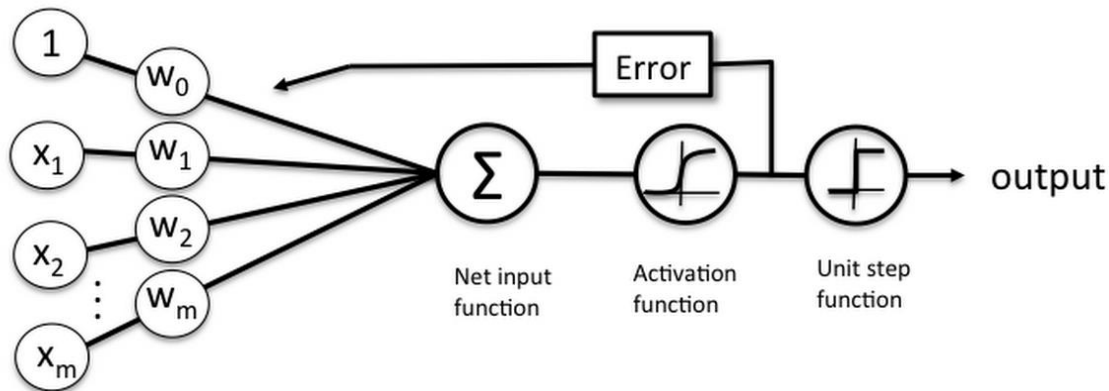 1
w₀
Error
x₁
w₁
Σ
output
x₂
w₂
⋮
wₘ
xₘ
Net input
function
Activation
function
Unit step
function